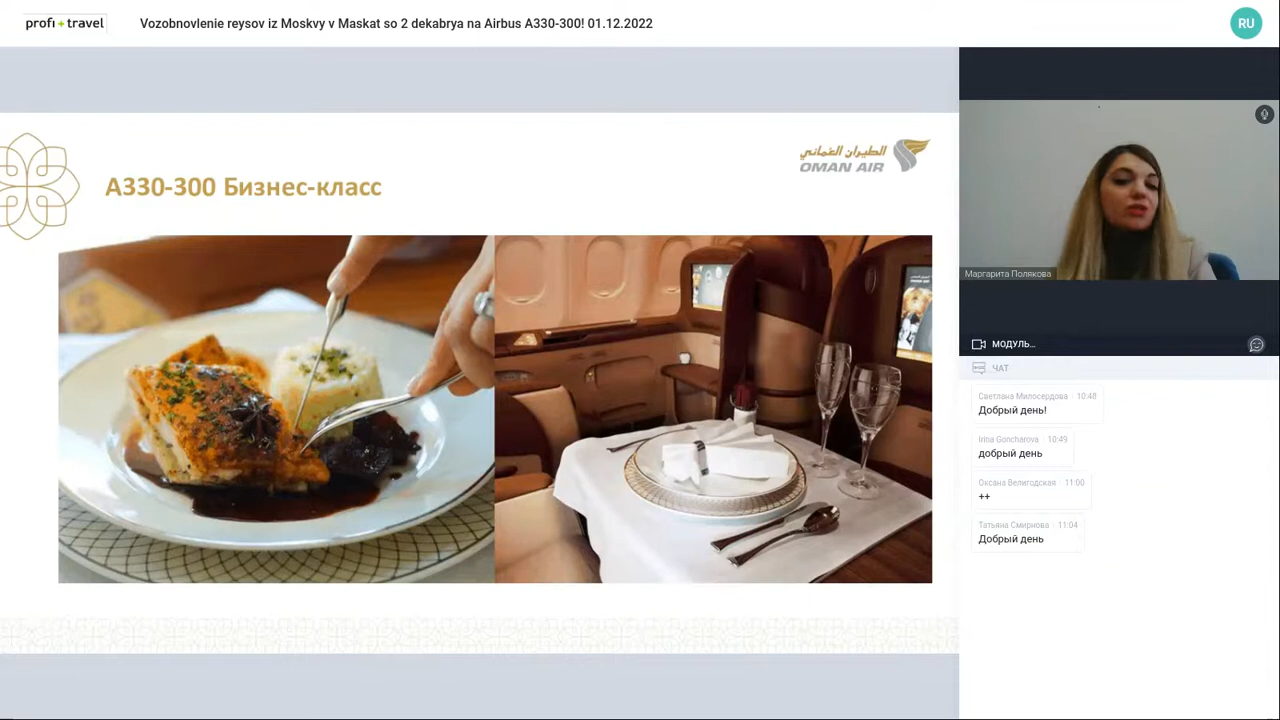 profi + travel
Vozobnovlenie reysov iz Moskvy v Maskat so 2 dekabrya na Airbus A330-300! 01.12.2022
RU
الطيران العماني
OMAN AIR
А330-300 Бизнес-класс
Маргарита Полякова
МОДУЛЬ...
ЧАТ
Светлана Милосердова 10:48
Добрый день!
Irina Goncharova 10:49
добрый день
Оксана Велигодская 11:00
++
Татьяна Смирнова 11:04
Добрый день